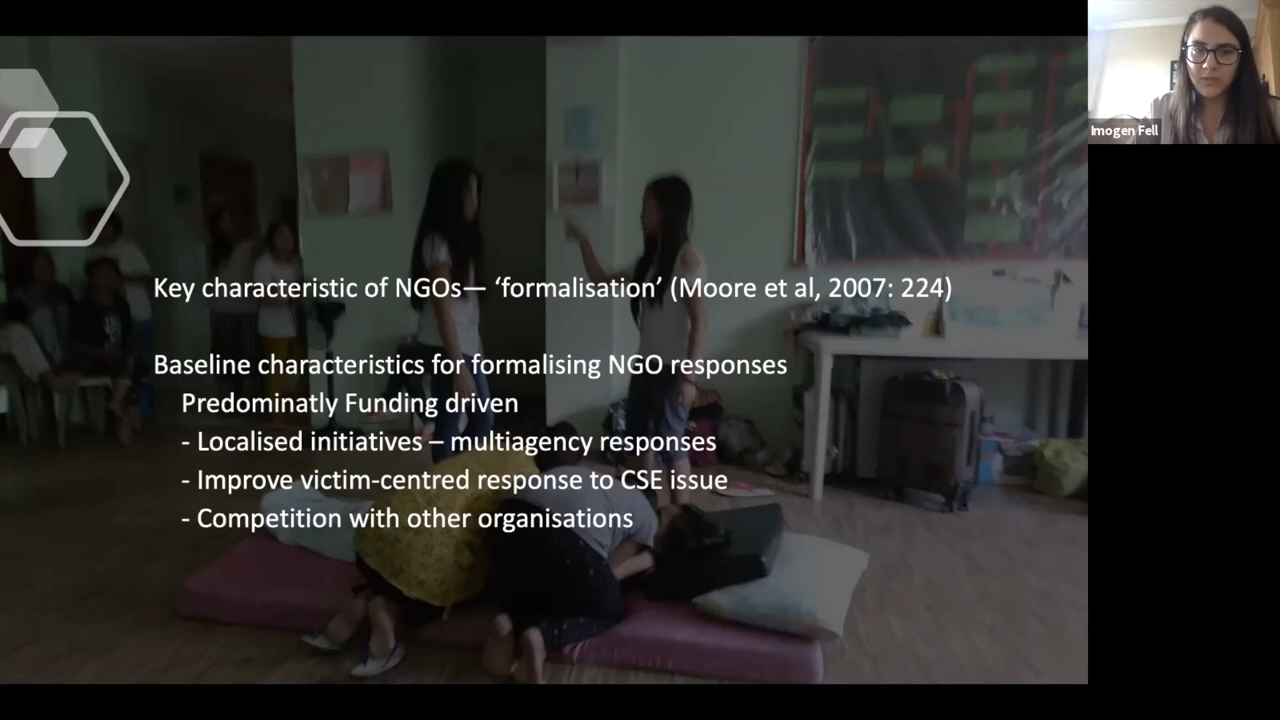 Key characteristic of NGOs— ‘formalisation’ (Moore et al, 2007: 224)
Baseline characteristics for formalising NGO responses
Predominatly Funding driven
- Localised initiatives – multiagency responses
- Improve victim-centred response to CSE issue
- Competition with other organisations
Imogen Fell